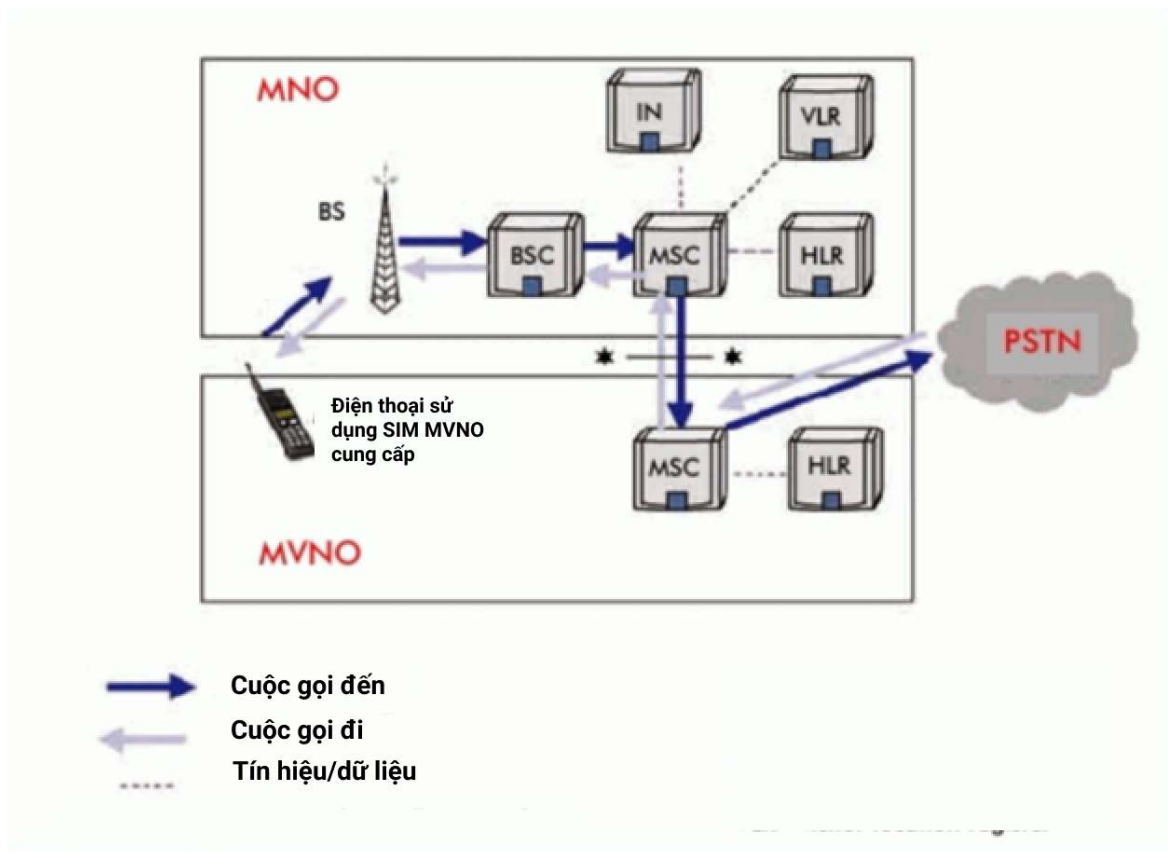 MNO
IN
VLR
BS
BSC
MSC
HLR
PSTN
Điện thoại sử
dụng SIM MVNO
cung cấp
MSC
HLR
MVNO
Cuộc gọi đến
Cuộc gọi đi
Tín hiệu/dữ liệu